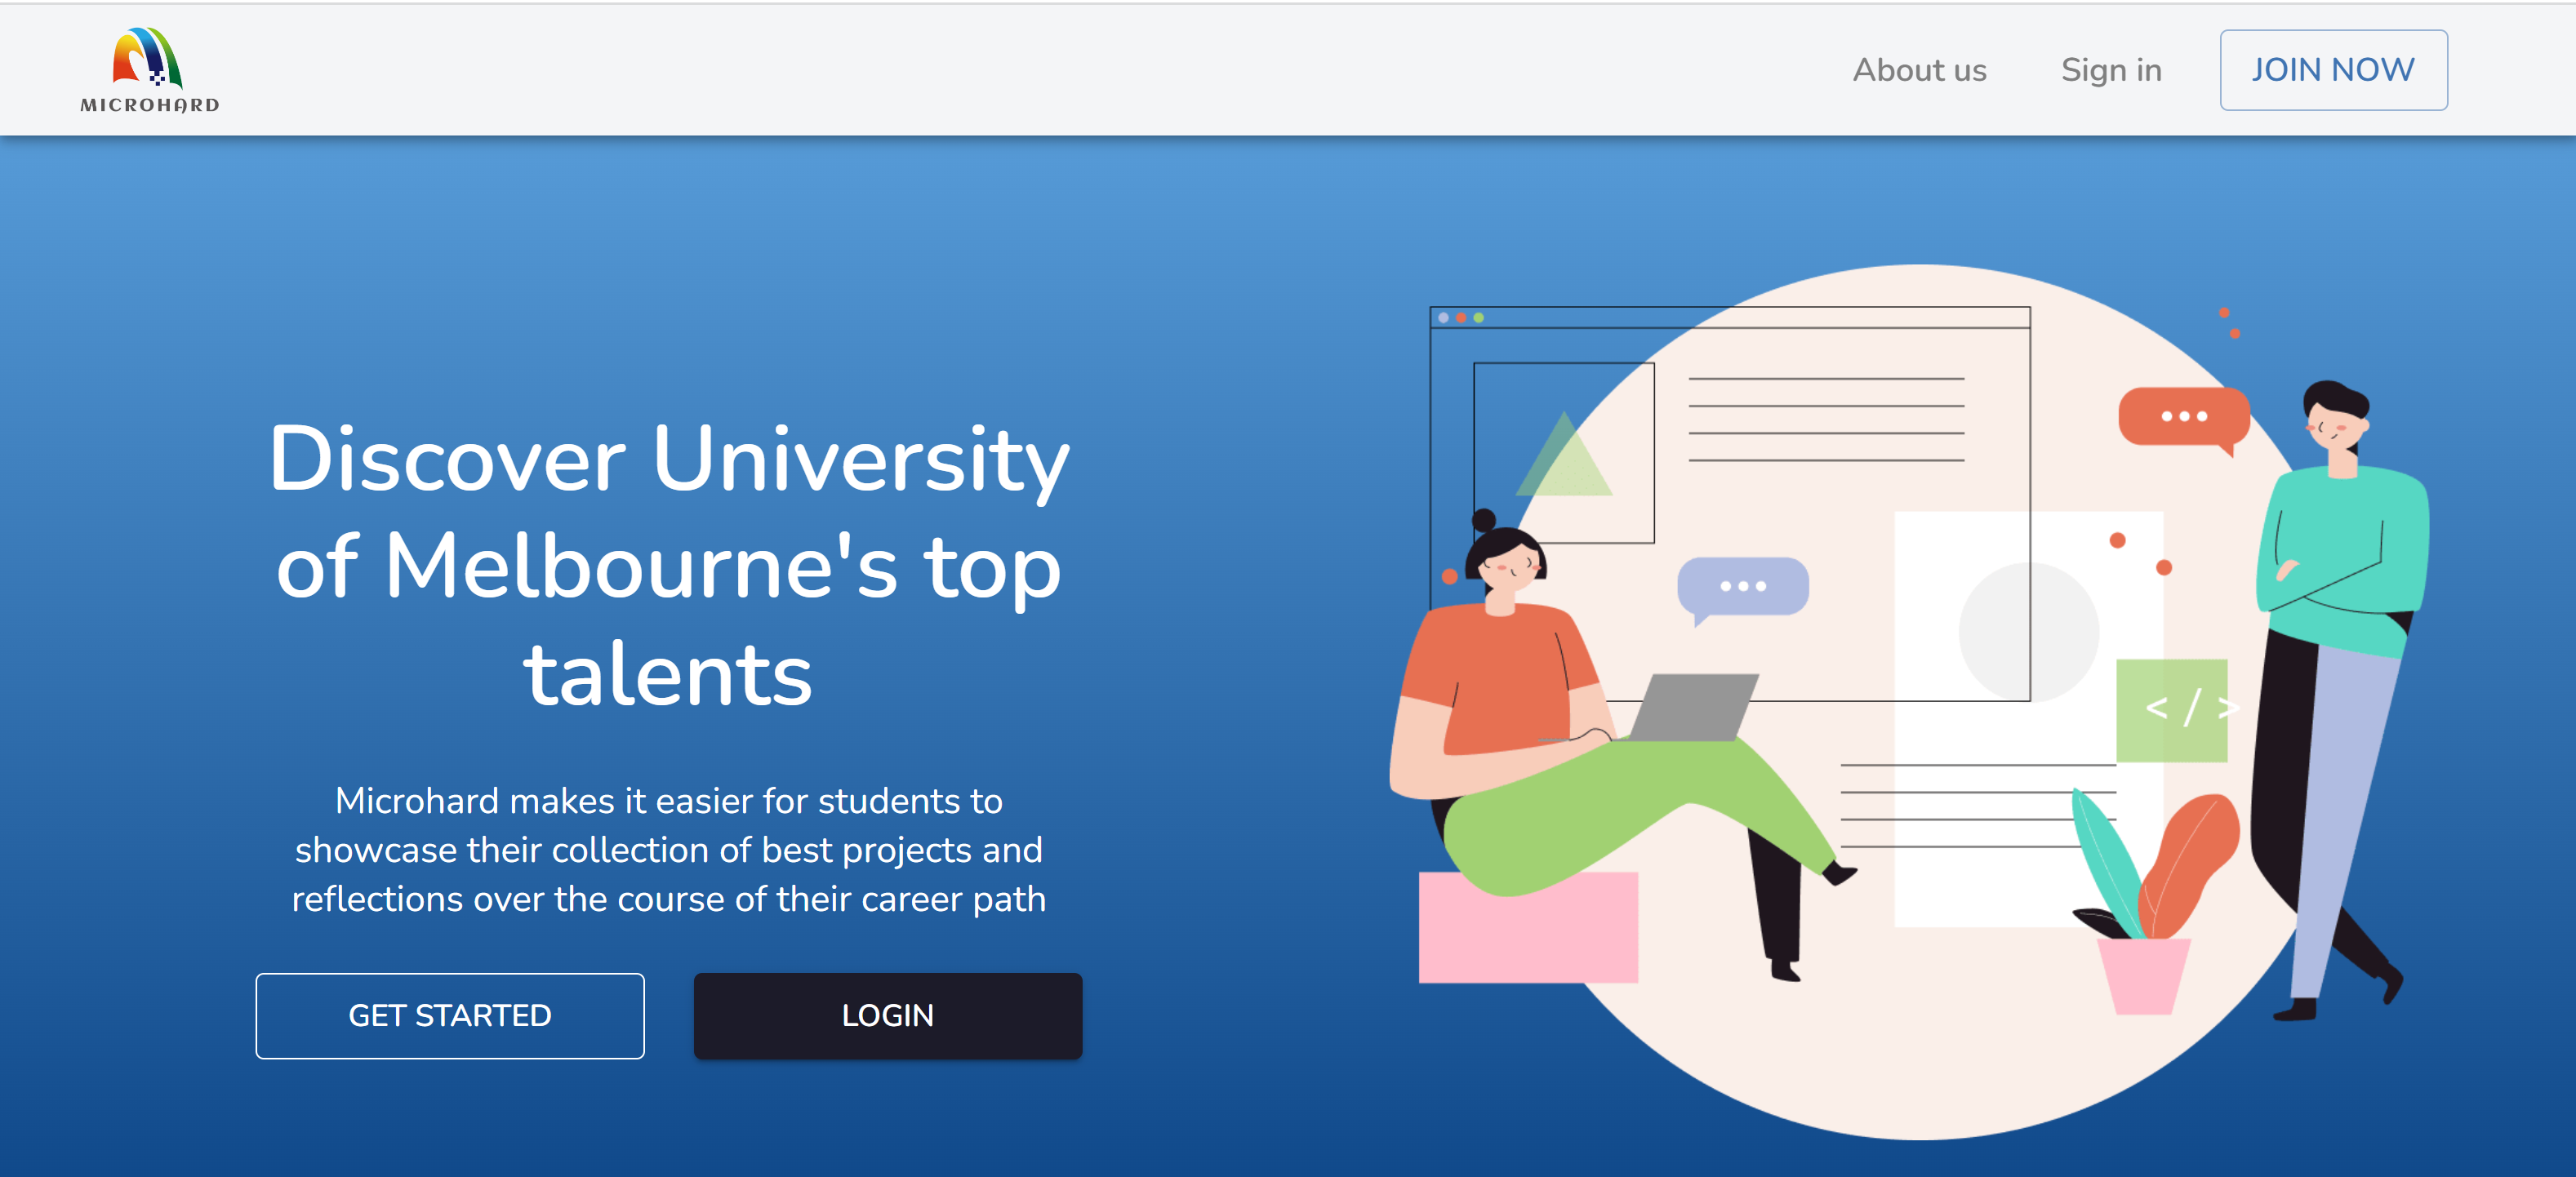 MICROHARD
About us
Sign in
JOIN NOW
Discover University
of Melbourne's top
talents
Microhard makes it easier for students to
showcase their collection of best projects and
reflections over the course of their career path
GET STARTED
LOGIN
</>